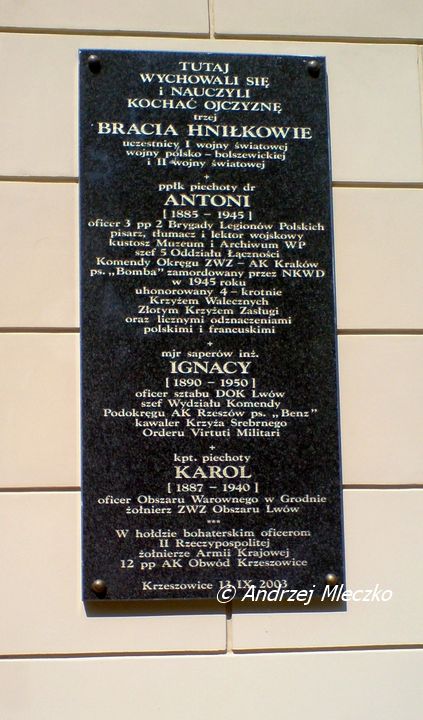 TUTAJ
WYCHOWALI SIĘ
i NAUCZYLI
KOCHAĆ OJCZYZNĘ
trzej
BRACIA HNIŁKOWIE
uczestnicy I wojny światowej
wojny polsko – bolszewickiej
i II wojny światowej
+
ppłk piechoty dr
ANTONI
[ 1885 – 1945 ]
oficer 3 pp 2 Brygady Legionów Polskich
pisarz, tłumacz i lektor wojskowy
kustosz Muzeum i Archiwum WP
szef 5 Oddziału Łączności
Komendy Okręgu ZWZ – AK Kraków
ps. „Bomba” zamordowany przez NKWD
w 1945 roku
uhonorowany 4 – krotnie
Krzyżem Walecznych
Złotym Krzyżem Zasługi
oraz licznymi odznaczeniami
polskimi i francuskimi
+
mjr saperów inż.
IGNACY
[ 1890 – 1950 ]
oficer sztabu DOK Lwów
szef Wydziału Komendy
Podokręgu AK Rzeszów ps. „Benz”
kawaler Krzyża Srebrnego
Orderu Virtuti Militari
+
kpt. piechoty
KAROL
[ 1887 – 1940 ]
oficer Obszaru Warownego w Grodnie
żołnierz ZWZ Obszaru Lwów
***
W hołdzie bohaterskim oficerom
II Rzeczypospolitej
żołnierze Armii Krajowej
12 pp AK Obwód Krzeszowice
Krzeszowice 13 IX 2003
© Andrzej Mleczko